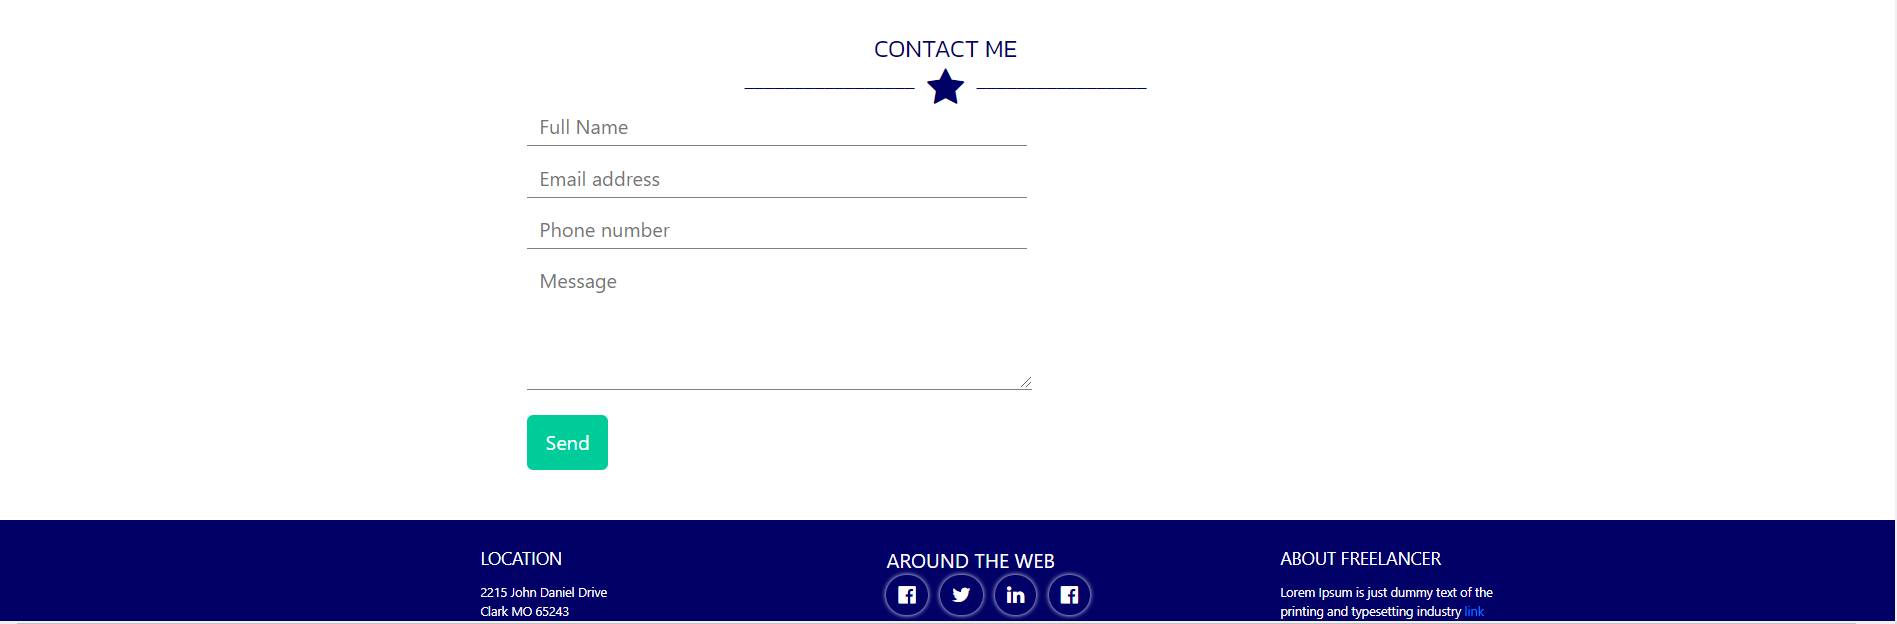 CONTACT ME
Full Name
Email address
Phone number
Message
Send
LOCATION
2215 John Daniel Drive
Clark MO 65243
AROUND THE WEB
ABOUT FREELANCER
Lorem Ipsum is just dummy text of the
printing and typesetting industry link